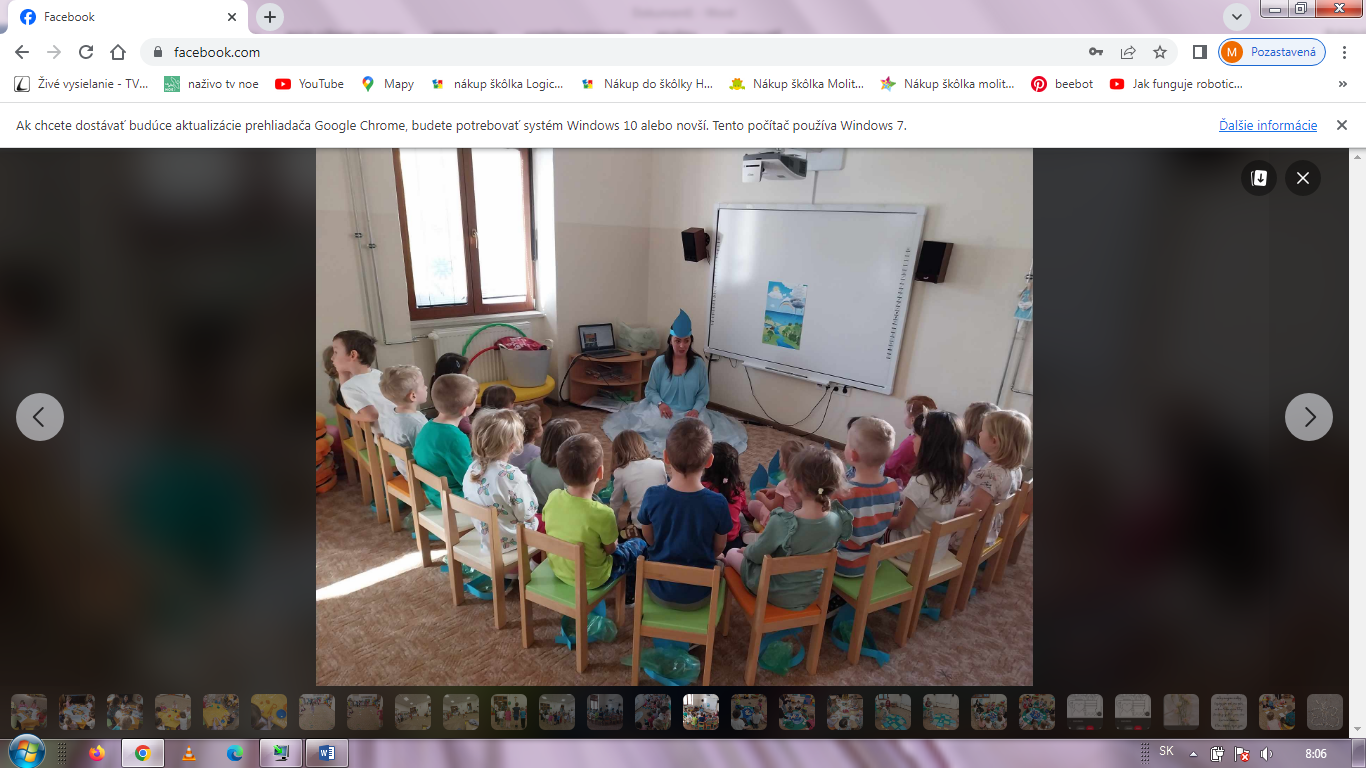 Facebook
facebook.com
M Pozastavená
Živé vysielanie - TV...
naživo tv noe
YouTube
Mapy
nákup škôlka Logic...
Nákup do škôlky H...
Nákup škôlka Molit...
Nákup škôlka molit...
beebot
Jak funguje robotic...
»
Ak chcete dostávať budúce aktualizácie prehliadača Google Chrome, budete potrebovať systém Windows 10 alebo novší. Tento počítač používa Windows 7.
Ďalšie informácie
SK
8:06